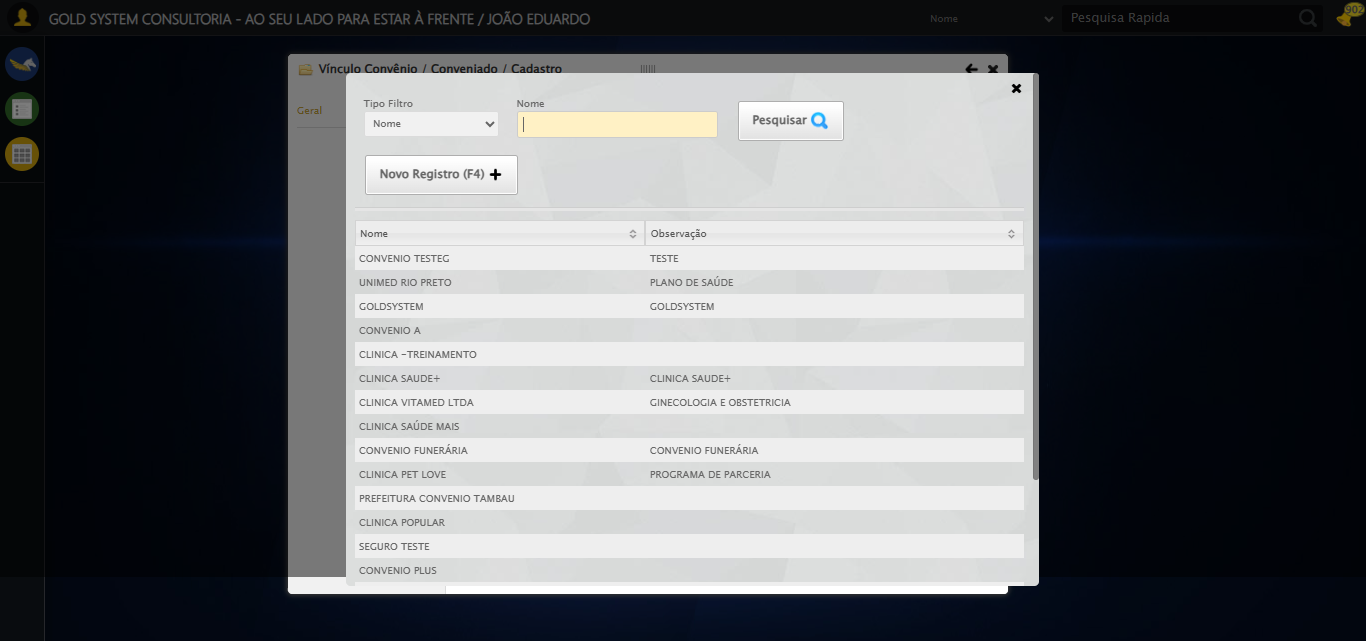 GOLD SYSTEM CONSULTORIA - AO SEU LADO PARA ESTAR À FRENTE / JOÃO EDUARDO
Nome
Pesquisa Rapida
902
Vínculo Convênio / Conveniado / Cadastro
Geral
Tipo Filtro
Nome
Nome
Pesquisar
Novo Registro (F4)
Nome Observação
CONVENIO TESTEG TESTE
UNIMED RIO PRETO PLANO DE SAÚDE
GOLDSYSTEM GOLDSYSTEM
CONVENIO A
CLINICA -TREINAMENTO
CLINICA SAUDE+ CLINICA SAUDE+
CLINICA VITAMED LTDA GINECOLOGIA E OBSTETRICIA
CLINICA SAÚDE MAIS
CONVENIO FUNERÁRIA CONVENIO FUNERÁRIA
CLINICA PET LOVE PROGRAMA DE PARCERIA
PREFEITURA CONVENIO TAMBAU
CLINICA POPULAR
SEGURO TESTE
CONVENIO PLUS